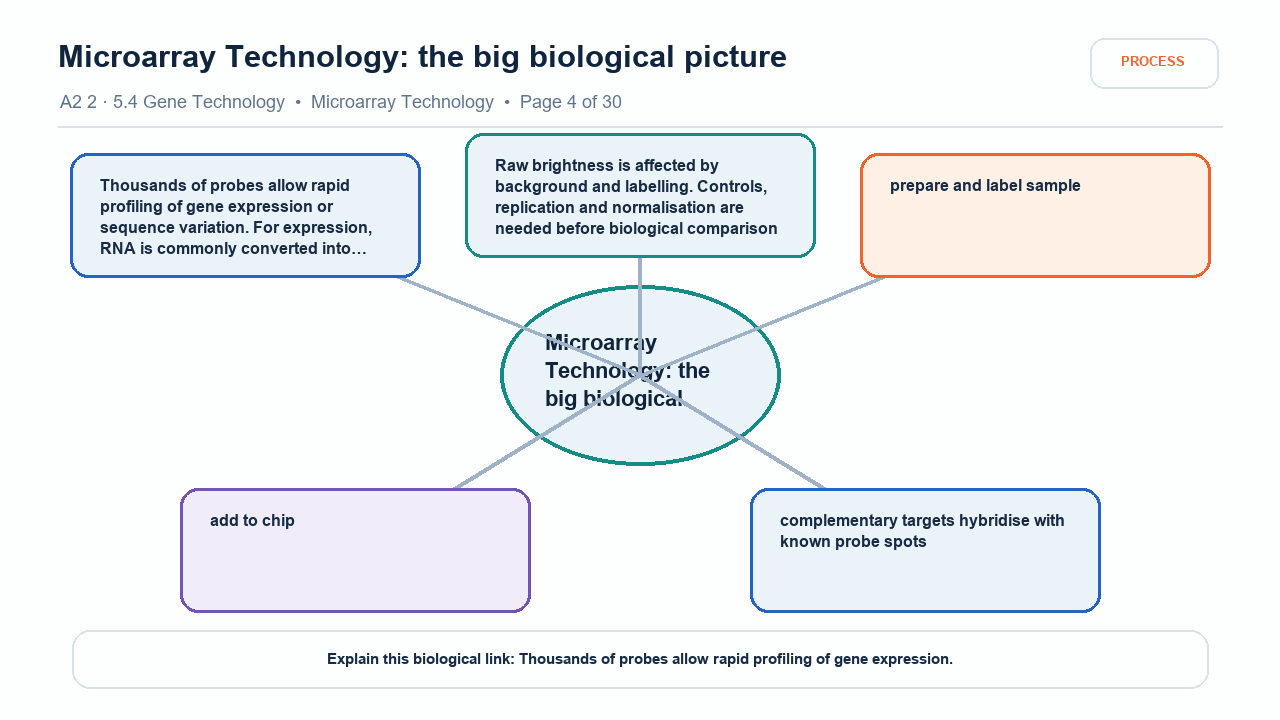 Microarray Technology: the big biological picture
PROCESS
A2 2 · 5.4 Gene Technology • Microarray Technology • Page 4 of 30
Thousands of probes allow rapid
profiling of gene expression or
sequence variation. For expression,
RNA is commonly converted into…
Raw brightness is affected by
background and labelling. Controls,
replication and normalisation are
needed before biological comparison
prepare and label sample
Microarray
Technology: the
big biological
add to chip
complementary targets hybridise with
known probe spots
Explain this biological link: Thousands of probes allow rapid profiling of gene expression.